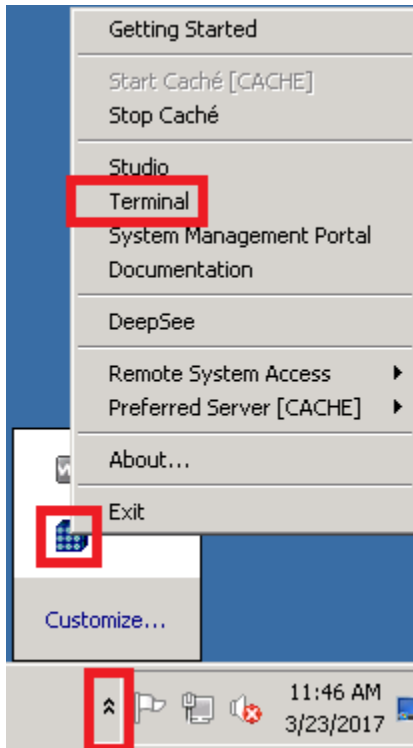 Getting Started
Start Caché [CACHE]
Stop Caché
Studio
Terminal
System Management Portal
Documentation
DeepSee
Remote System Access
Preferred Server [CACHE]
About...
Exit
Customize...
11:46 AM
3/23/2017